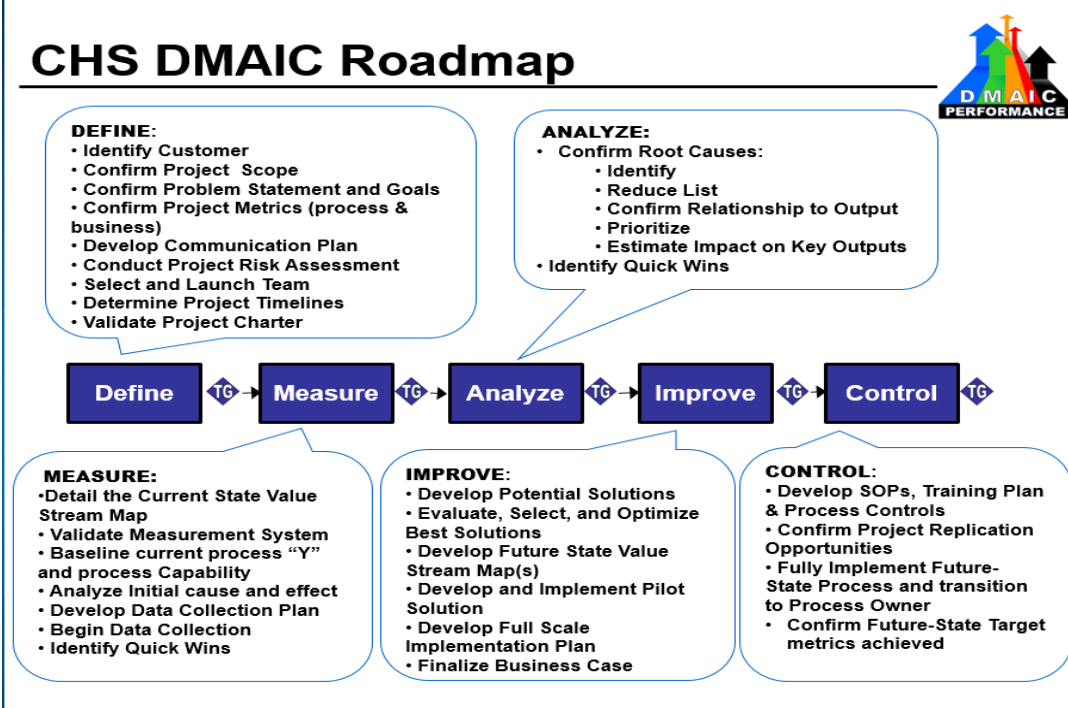 CHS DMAIC Roadmap
D M A I C
PERFORMANCE
DEFINE:
• Identify Customer
• Confirm Project Scope
• Confirm Problem Statement and Goals
• Confirm Project Metrics (process &
business)
• Develop Communication Plan
• Conduct Project Risk Assessment
• Select and Launch Team
• Determine Project Timelines
• Validate Project Charter
ANALYZE:
• Confirm Root Causes:
• Identify
• Reduce List
• Confirm Relationship to Output
• Prioritize
• Estimate Impact on Key Outputs
• Identify Quick Wins
Define TG Measure TG Analyze TG Improve TG Control TG
MEASURE:
•Detail the Current State Value
Stream Map
• Validate Measurement System
• Baseline current process “Y”
and process Capability
• Analyze Initial cause and effect
• Develop Data Collection Plan
• Begin Data Collection
• Identify Quick Wins
IMPROVE:
• Develop Potential Solutions
• Evaluate, Select, and Optimize
Best Solutions
• Develop Future State Value
Stream Map(s)
• Develop and Implement Pilot
Solution
• Develop Full Scale
Implementation Plan
• Finalize Business Case
CONTROL:
• Develop SOPs, Training Plan
& Process Controls
• Confirm Project Replication
Opportunities
• Fully Implement Future-
State Process and transition
to Process Owner
• Confirm Future-State Target
metrics achieved